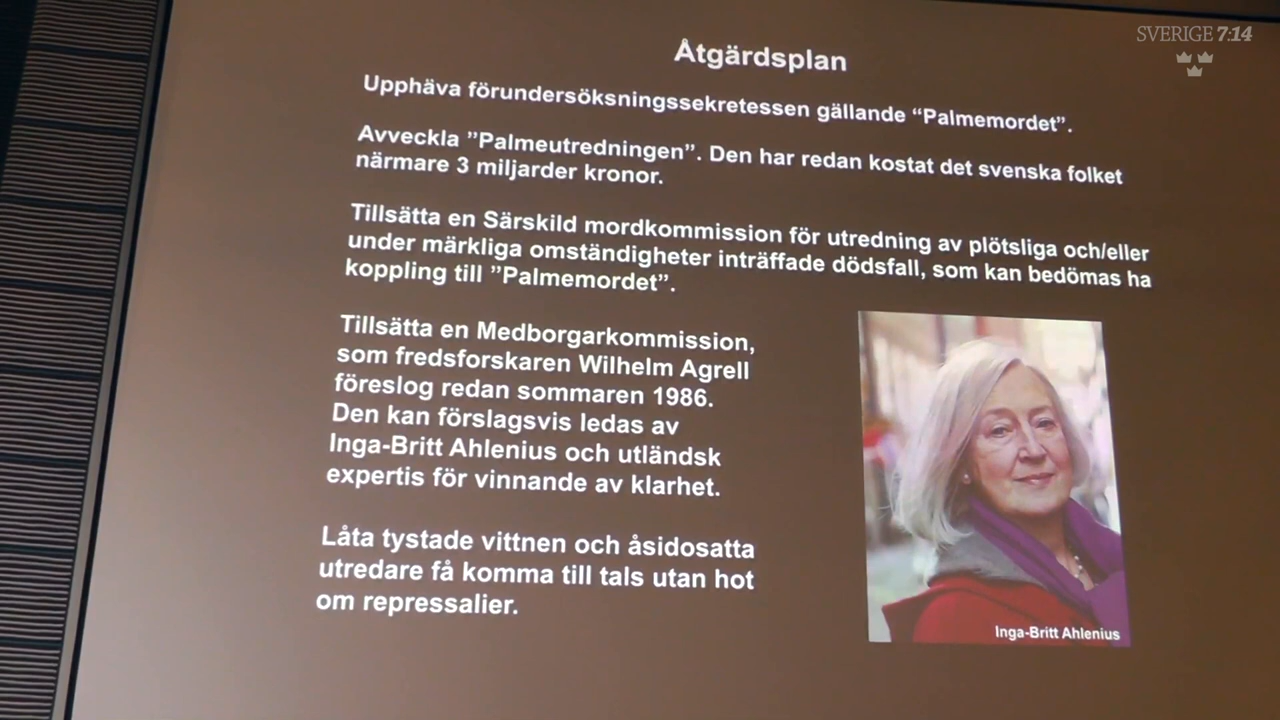 SVERIGE 7:14
Åtgärdsplan
Upphäva förundersöksningssekretessen gällande “Palmemordet”.
Avveckla ”Palmeutredningen”. Den har redan kostat det svenska folket
närmare 3 miljarder kronor.
Tillsätta en Särskild mordkommission för utredning av plötsliga och/eller
under märkliga omständigheter inträffade dödsfall, som kan bedömas ha
koppling till ”Palmemordet”.
Tillsätta en Medborgarkommission,
som fredsforskaren Wilhelm Agrell
föreslog redan sommaren 1986.
Den kan förslagsvis ledas av
Inga-Britt Ahlenius och utländsk
expertis för vinnande av klarhet.
Låta tystade vittnen och åsidosatta
utredare få komma till tals utan hot
om repressalier.
Inga-Britt Ahlenius